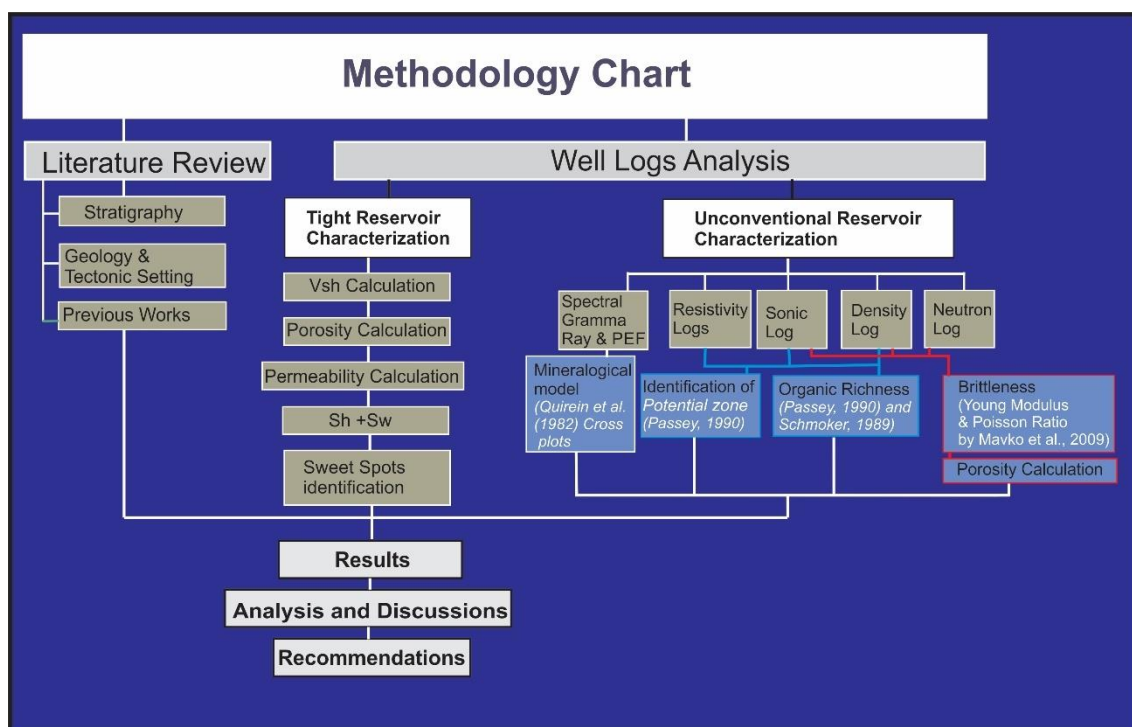 Methodology Chart
Literature Review
Stratigraphy
Geology &
Tectonic Setting
Previous Works
Well Logs Analysis
Tight Reservoir
Characterization
Vsh Calculation
Porosity Calculation
Permeability Calculation
Sh +Sw
Sweet Spots
identification
Unconventional Reservoir
Characterization
Spectral
Gramma
Ray & PEF
Resistivity
Logs
Sonic
Log
Density
Log
Neutron
Log
Mineralogical
model
(Quirein et al.
(1982) Cross
plots
Identification of
Potential zone
(Passey, 1990)
Organic Richness
(Passey, 1990) and
Schmoker, 1989)
Brittleness
(Young Modulus
& Poisson Ratio
by Mavko et al., 2009)
Porosity Calculation
Results
Analysis and Discussions
Recommendations